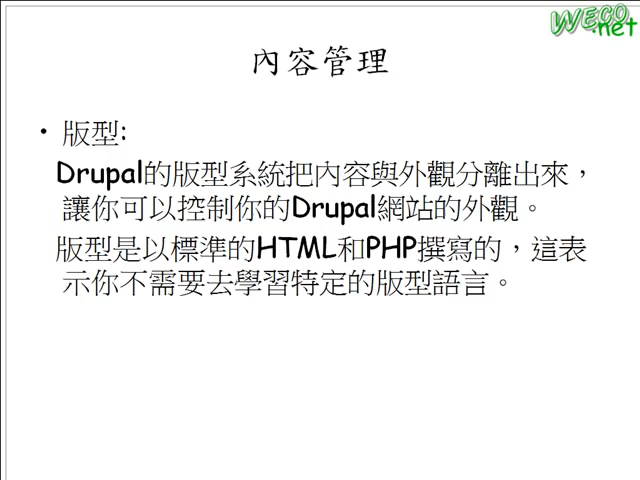 WECO
.net
內容管理
• 版型:
Drupal的版型系統把內容與外觀分離出來，
讓你可以控制你的Drupal網站的外觀。
版型是以標準的HTML和PHP撰寫的，這表
示你不需要去學習特定的版型語言。